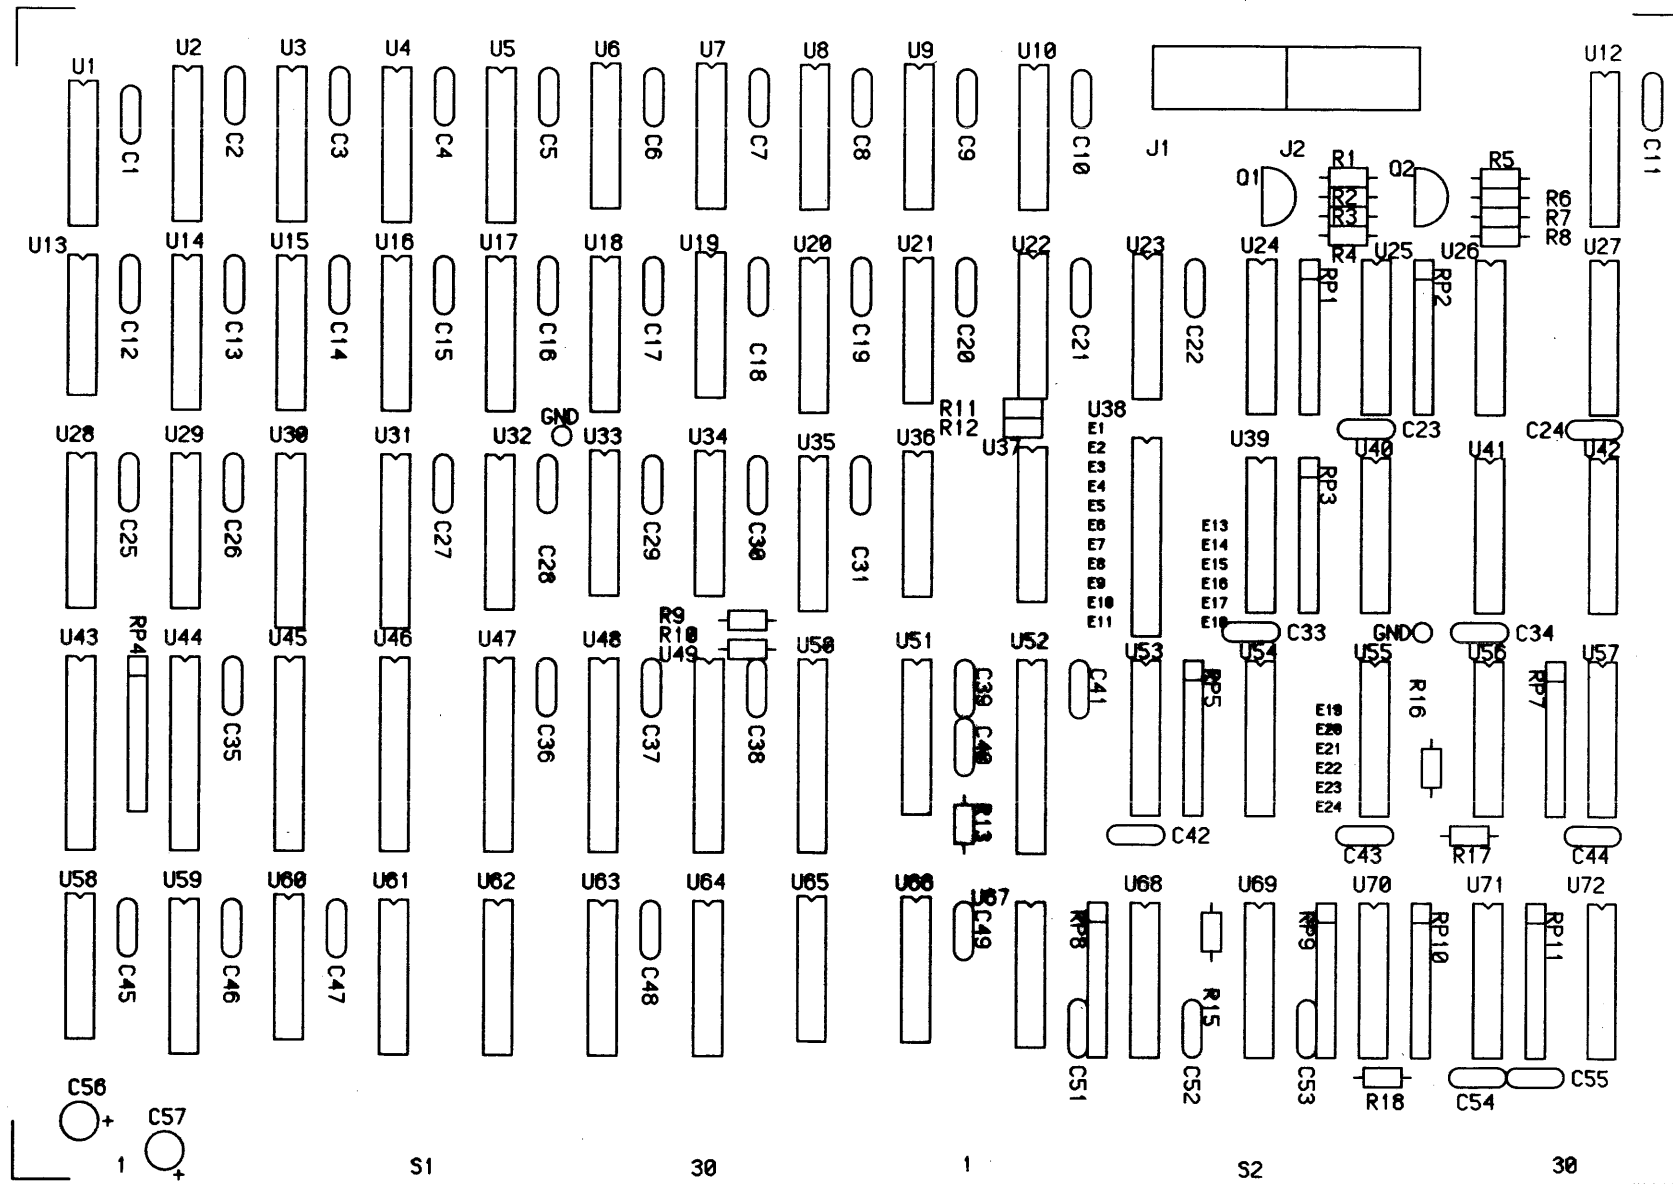 U1 U2 U3 U4 U5 U6 U7 U8 U9 U10 U12
C1 C2 C3 C4 C5 C6 C7 C8 C9 C10 C11
J1 J2
Q1 R1 Q2 R5
R2 R6
R3 R7
R4 R8
U13 U14 U15 U16 U17 U18 U19 U20 U21 U22 U23 U24 U25 U26 U27
RP1 RP2
C12 C13 C14 C15 C16 C17 C18 C19 C20 C21 C22
GND
R11
R12
U38
C23 C24
U28 U29 U30 U31 U32 U33 U34 U35 U36 U37 U39 U40 U41 U42
RP3
C25 C26 C27 C28 C29 C30 C31
E1
E2
E3
E4
E5
E6 E13
E7 E14
E8 E15
E9 E16
E10 E17
E11 E18
R9
R10
C33 GND C34
U43 RP4 U44 U45 U46 U47 U48 U49 U50 U51 U52 U53 U54 U55 U56 U57
C35 C36 C37 C38 C39 C40 C41
RP5 R16 RP7
E19
E20
E21
E22
E23
E24
R13
C42 C43 R17 C44
U58 U59 U60 U61 U62 U63 U64 U65 U66 U67 U68 U69 U70 U71 U72
C45 C46 C47 C48 C49
RP8 RP9 RP10 RP11
R15
C51 C52 C53 R18 C54 C55
C56 +
C57 +
1 S1 30 1 S2 30